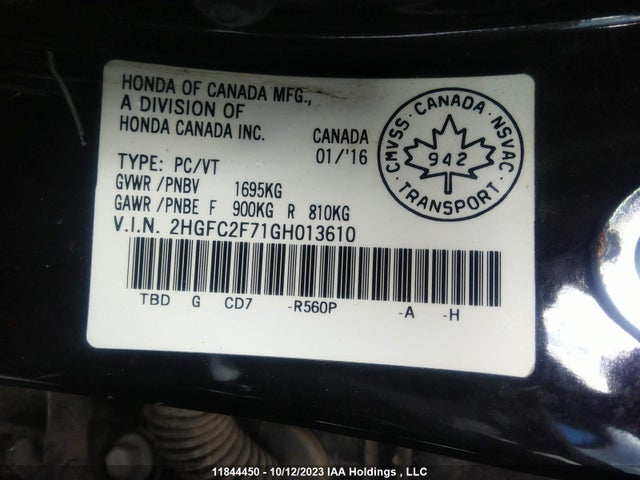 HONDA OF CANADA MFG.,
A DIVISION OF
HONDA CANADA INC.
CANADA
01/'16
TYPE: PC/VT
GVWR/PNBV 1695KG
GAWR/PNBE F 900KG R 810KG
V.I.N. 2HGFC2F71GH013610
TBD G CD7 -R560P -A -H
CMVSS · CANADA · NSVAC
942
TRANSPORT
11844450 - 10/12/2023 IAA Holdings , LLC